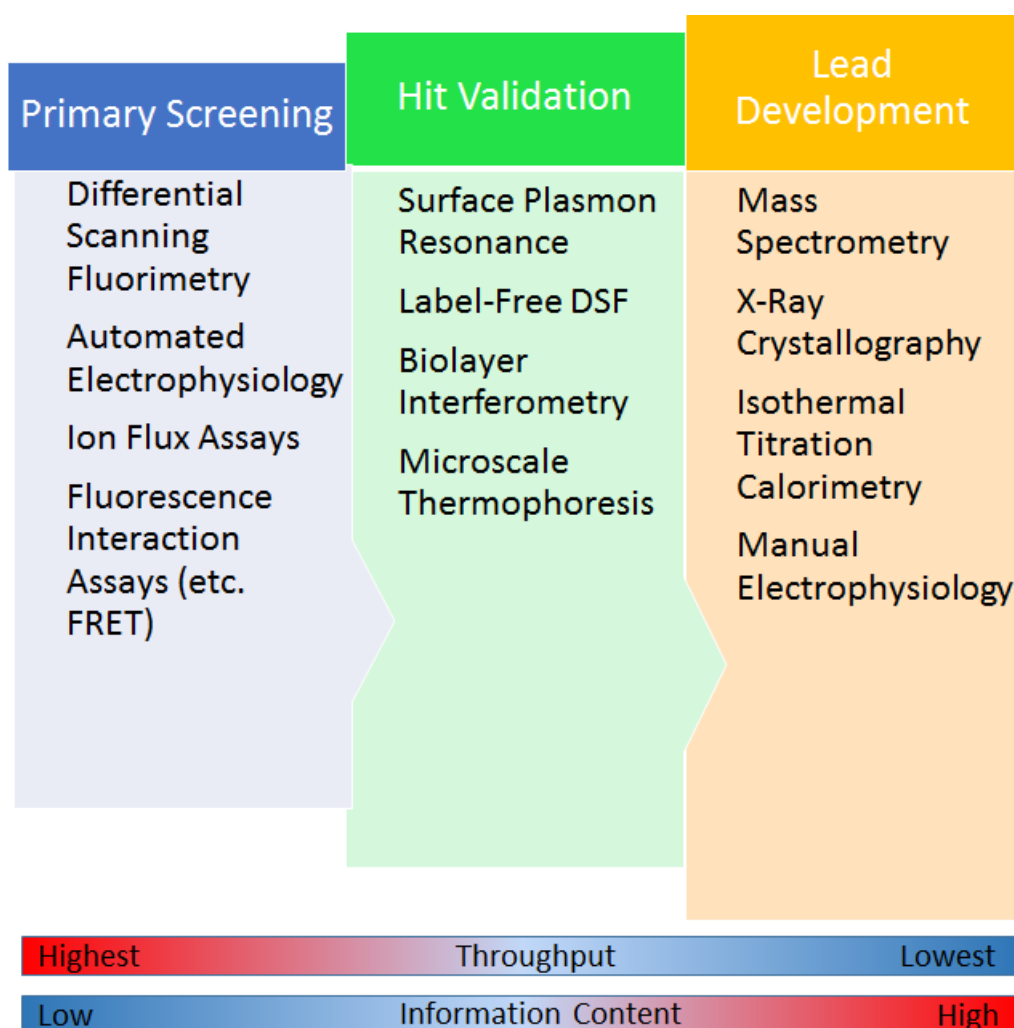 Primary Screening
Differential
Scanning
Fluorimetry
Automated
Electrophysiology
Ion Flux Assays
Fluorescence
Interaction
Assays (etc.
FRET)
Hit Validation
Surface Plasmon
Resonance
Label-Free DSF
Biolayer
Interferometry
Microscale
Thermophoresis
Lead
Development
Mass
Spectrometry
X-Ray
Crystallography
Isothermal
Titration
Calorimetry
Manual
Electrophysiology
Highest Throughput Lowest
Low Information Content High